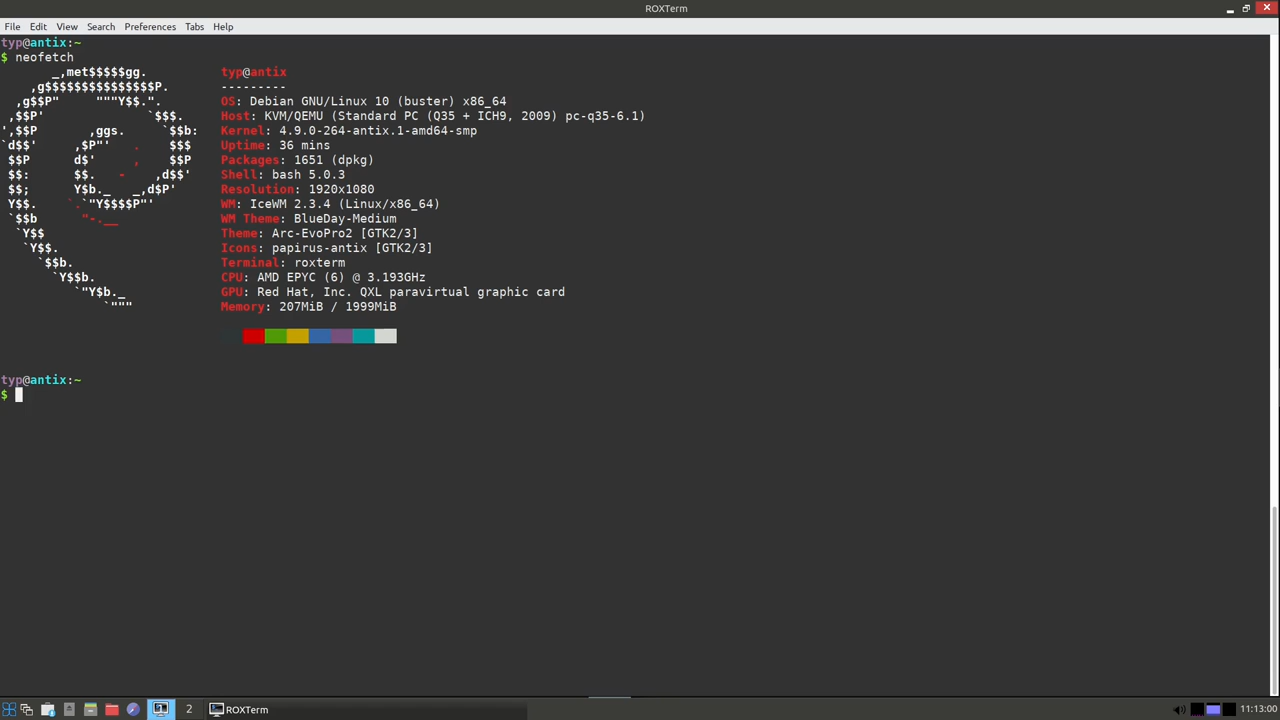 ROXTerm
File Edit View Search Preferences Tabs Help
typ@antix:~
$ neofetch
_,met$$$$$gg.
,g$$$$$$$$$$$$$$$P.
,g$$P" """Y$$.".
,$$P' `$$$.
',$$P ,ggs. `$$b:
`d$$' ,$P"' . $$$
$$P d$' , $$P
$$: $$. - ,d$$'
$$; Y$b._ _,d$P'
Y$$. `.`"Y$$$$P"'
`$$b "-.__
`Y$$
`Y$$.
`$$b.
`Y$$b.
`"Y$b._
`"""
typ@antix
---------
OS: Debian GNU/Linux 10 (buster) x86_64
Host: KVM/QEMU (Standard PC (Q35 + ICH9, 2009) pc-q35-6.1)
Kernel: 4.9.0-264-antix.1-amd64-smp
Uptime: 36 mins
Packages: 1651 (dpkg)
Shell: bash 5.0.3
Resolution: 1920x1080
WM: IceWM 2.3.4 (Linux/x86_64)
WM Theme: BlueDay-Medium
Theme: Arc-EvoPro2 [GTK2/3]
Icons: papirus-antix [GTK2/3]
Terminal: roxterm
CPU: AMD EPYC (6) @ 3.193GHz
GPU: Red Hat, Inc. QXL paravirtual graphic card
Memory: 207MiB / 1999MiB
typ@antix:~
$
1 2 ROXTerm 11:13:00